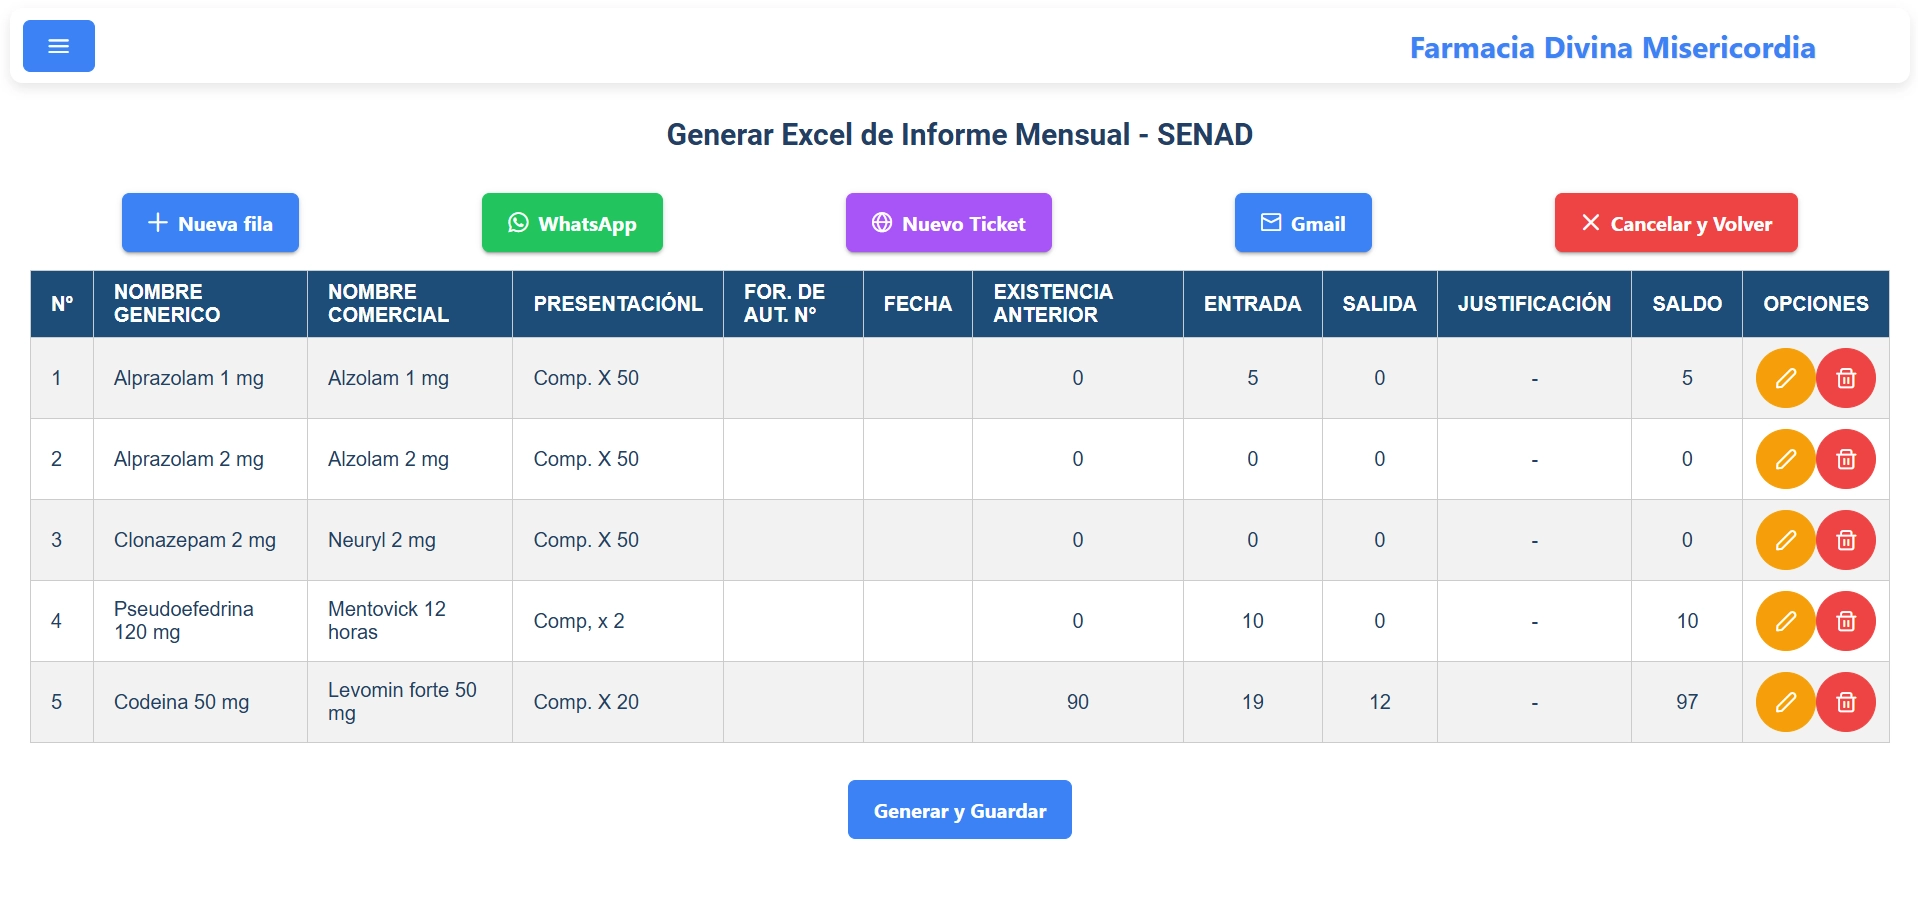 Farmacia Divina Misericordia
Generar Excel de Informe Mensual - SENAD
Nueva fila
WhatsApp
Nuevo Ticket
Gmail
Cancelar y Volver
Nº NOMBRE GENERICO NOMBRE COMERCIAL PRESENTACIÓNL FOR. DE AUT. Nº FECHA EXISTENCIA ANTERIOR ENTRADA SALIDA JUSTIFICACIÓN SALDO OPCIONES
1 Alprazolam 1 mg Alzolam 1 mg Comp. X 50 0 5 0 - 5
2 Alprazolam 2 mg Alzolam 2 mg Comp. X 50 0 0 0 - 0
3 Clonazepam 2 mg Neuryl 2 mg Comp. X 50 0 0 0 - 0
4 Pseudoefedrina 120 mg Mentovick 12 horas Comp, x 2 0 10 0 - 10
5 Codeina 50 mg Levomin forte 50 mg Comp. X 20 90 19 12 - 97
Generar y Guardar